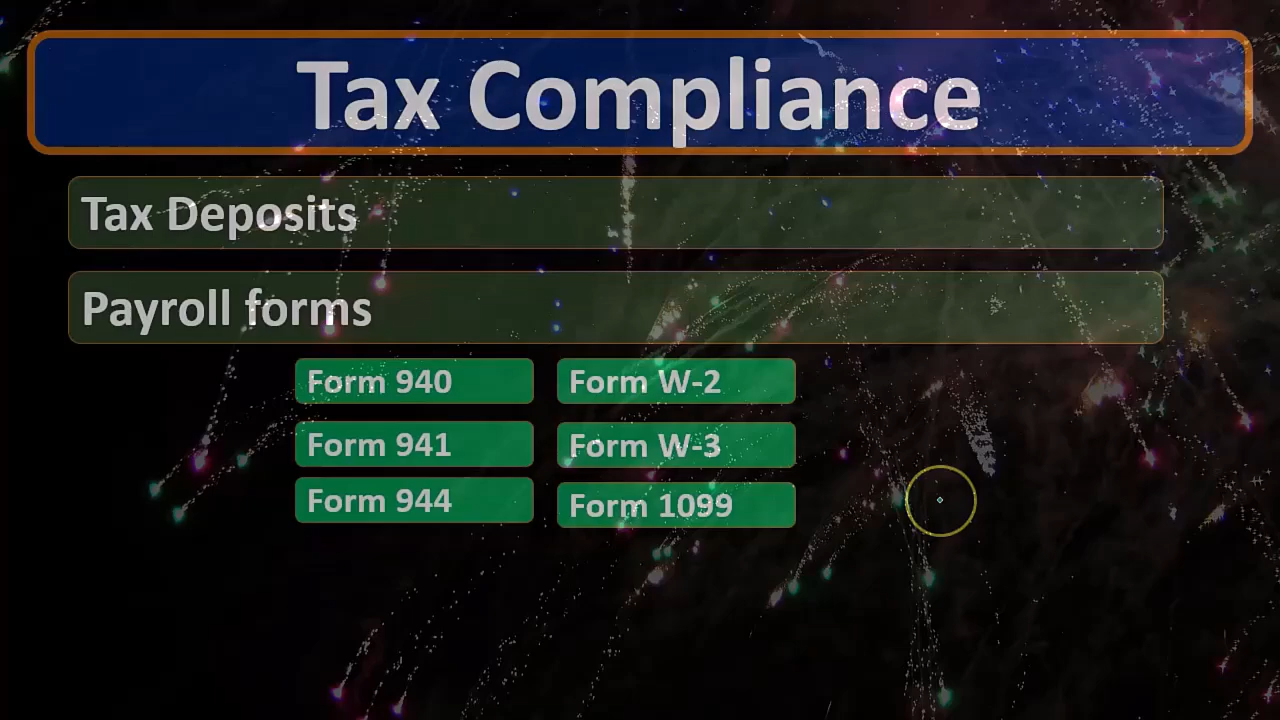 Tax Compliance
Tax Deposits
Payroll forms
Form 940
Form W-2
Form 941
Form W-3
Form 944
Form 1099